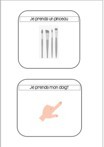 Je prends un pinceau
Je prends mon doigt